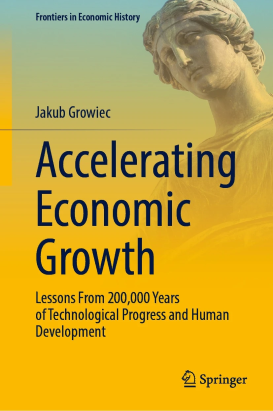 Frontiers in Economic History
Jakub Growiec
Accelerating
Economic
Growth
Lessons From 200,000 Years
of Technological Progress and Human
Development
Springer